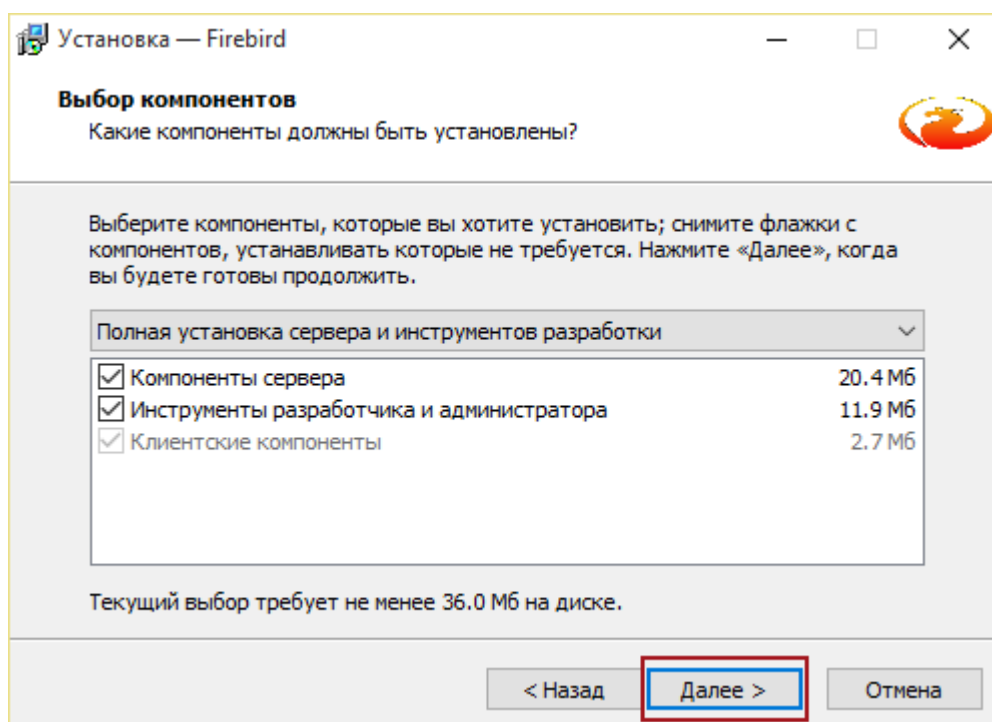 Установка — Firebird
Выбор компонентов
Какие компоненты должны быть установлены?
Выберите компоненты, которые вы хотите установить; снимите флажки с
компонентов, устанавливать которые не требуется. Нажмите «Далее», когда
вы будете готовы продолжить.
Полная установка сервера и инструментов разработки
Компоненты сервера 20.4 Мб
Инструменты разработчика и администратора 11.9 Мб
Клиентские компоненты 2.7 Мб
Текущий выбор требует не менее 36.0 Мб на диске.
< Назад Далее > Отмена